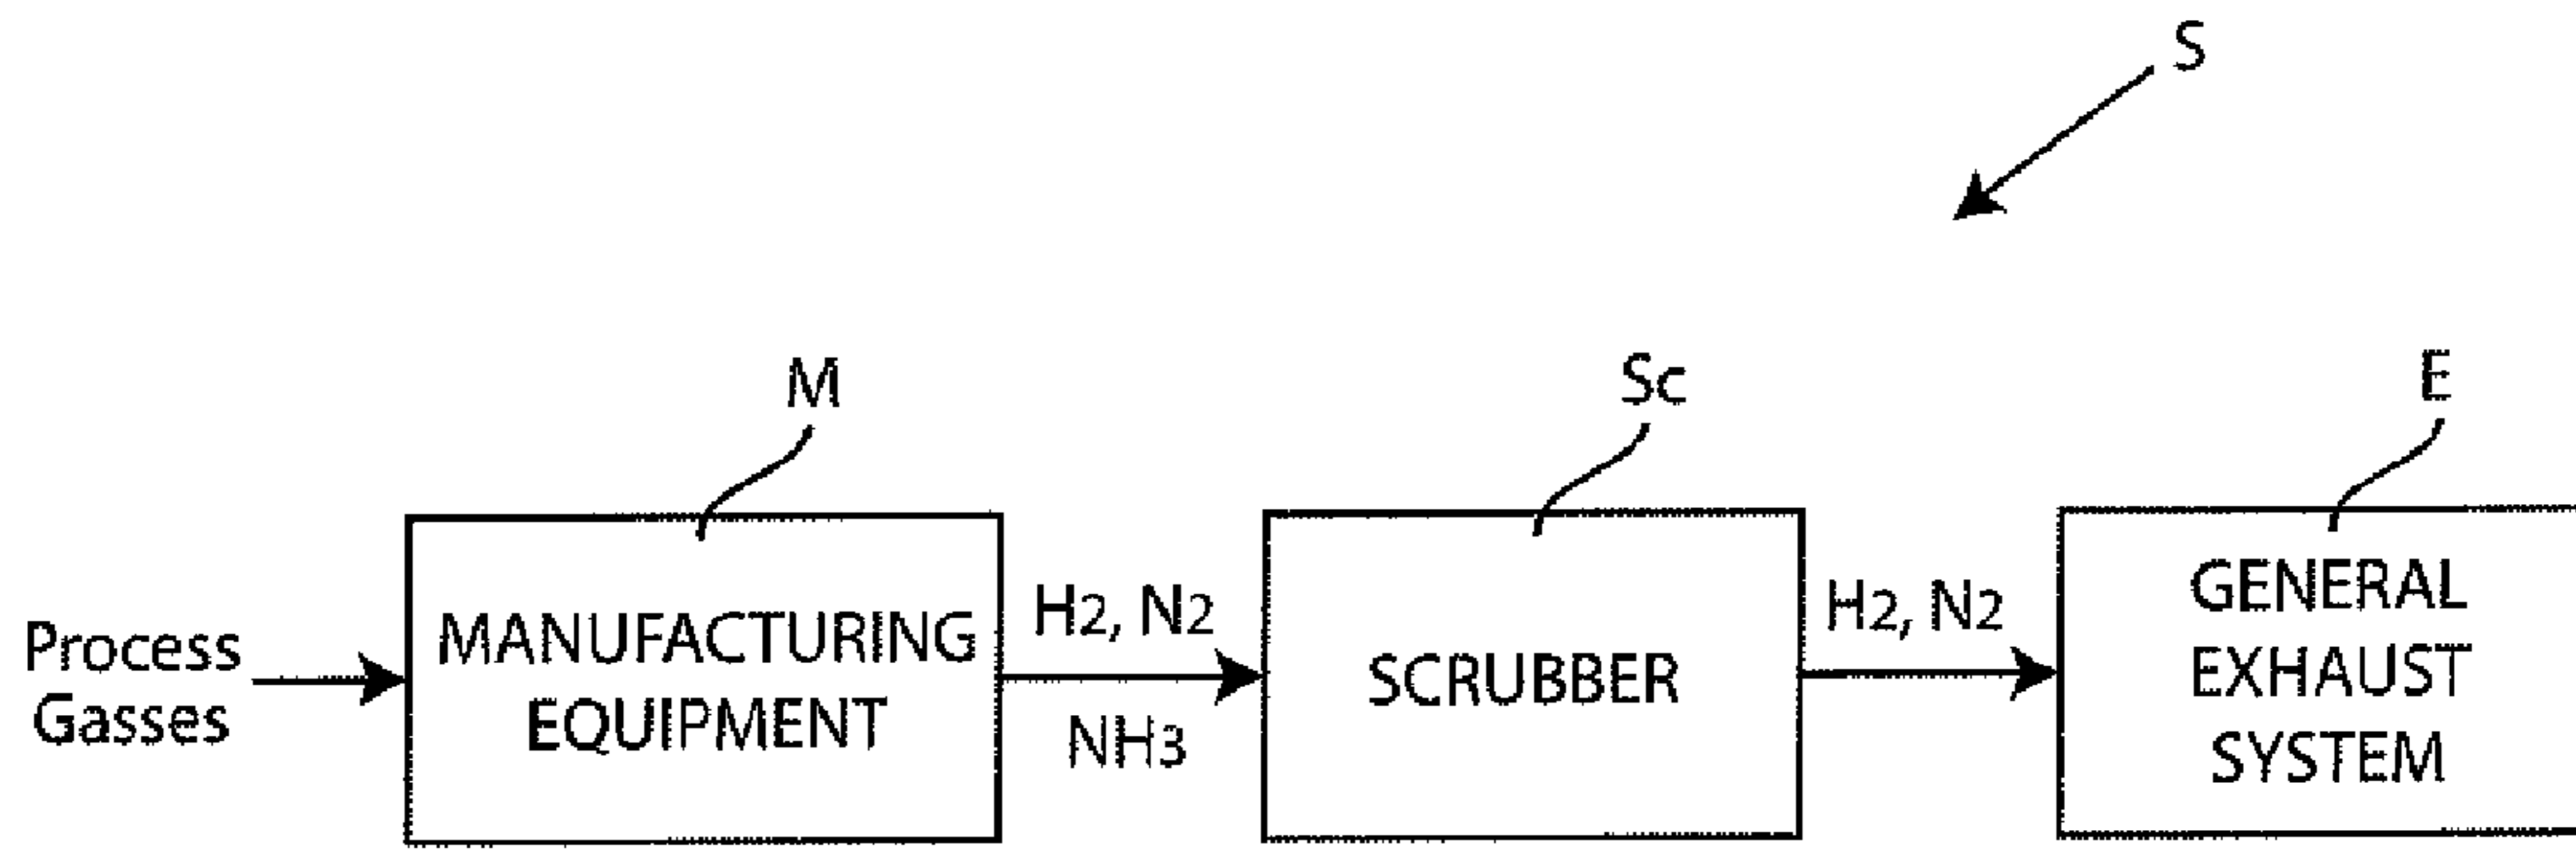 S
M
Sc
E
Process
Gasses
MANUFACTURING
EQUIPMENT
H2, N2
NH3
SCRUBBER
H2, N2
GENERAL
EXHAUST
SYSTEM